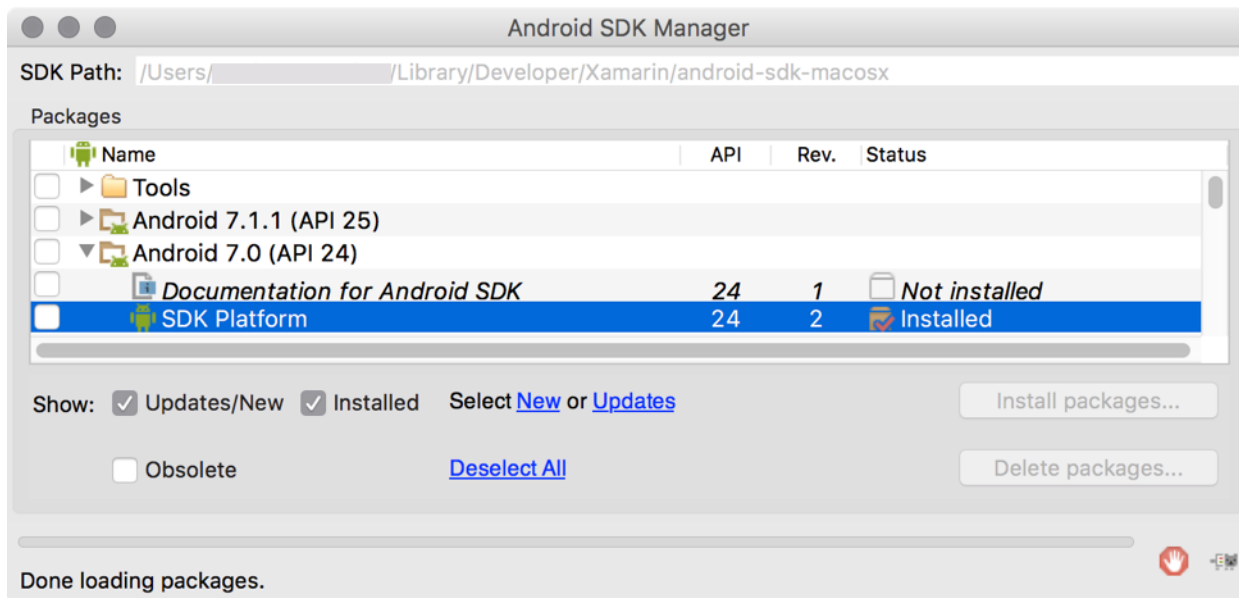 Android SDK Manager
SDK Path: /Users/ /Library/Developer/Xamarin/android-sdk-macosx
Packages
Name API Rev. Status
Tools
Android 7.1.1 (API 25)
Android 7.0 (API 24)
Documentation for Android SDK 24 1 Not installed
SDK Platform 24 2 Installed
Show: Updates/New Installed Select New or Updates Install packages...
Obsolete Deselect All Delete packages...
Done loading packages.